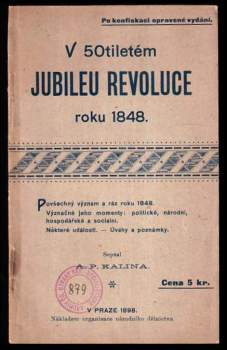 Po konfiskaci opravené vydání.
V 50tiletém
JUBILEU REVOLUCE
roku 1848.
Povšechný význam a ráz roku 1848.
Význačné jeho momenty: politické, národní,
hospodářské a socialní.
Některé události. — Úvahy a poznámky.
Sepsal
A. P. KALINA.
879
Cena 5 kr.
V PRAZE 1898.
Nákladem organisace národního dělnictva